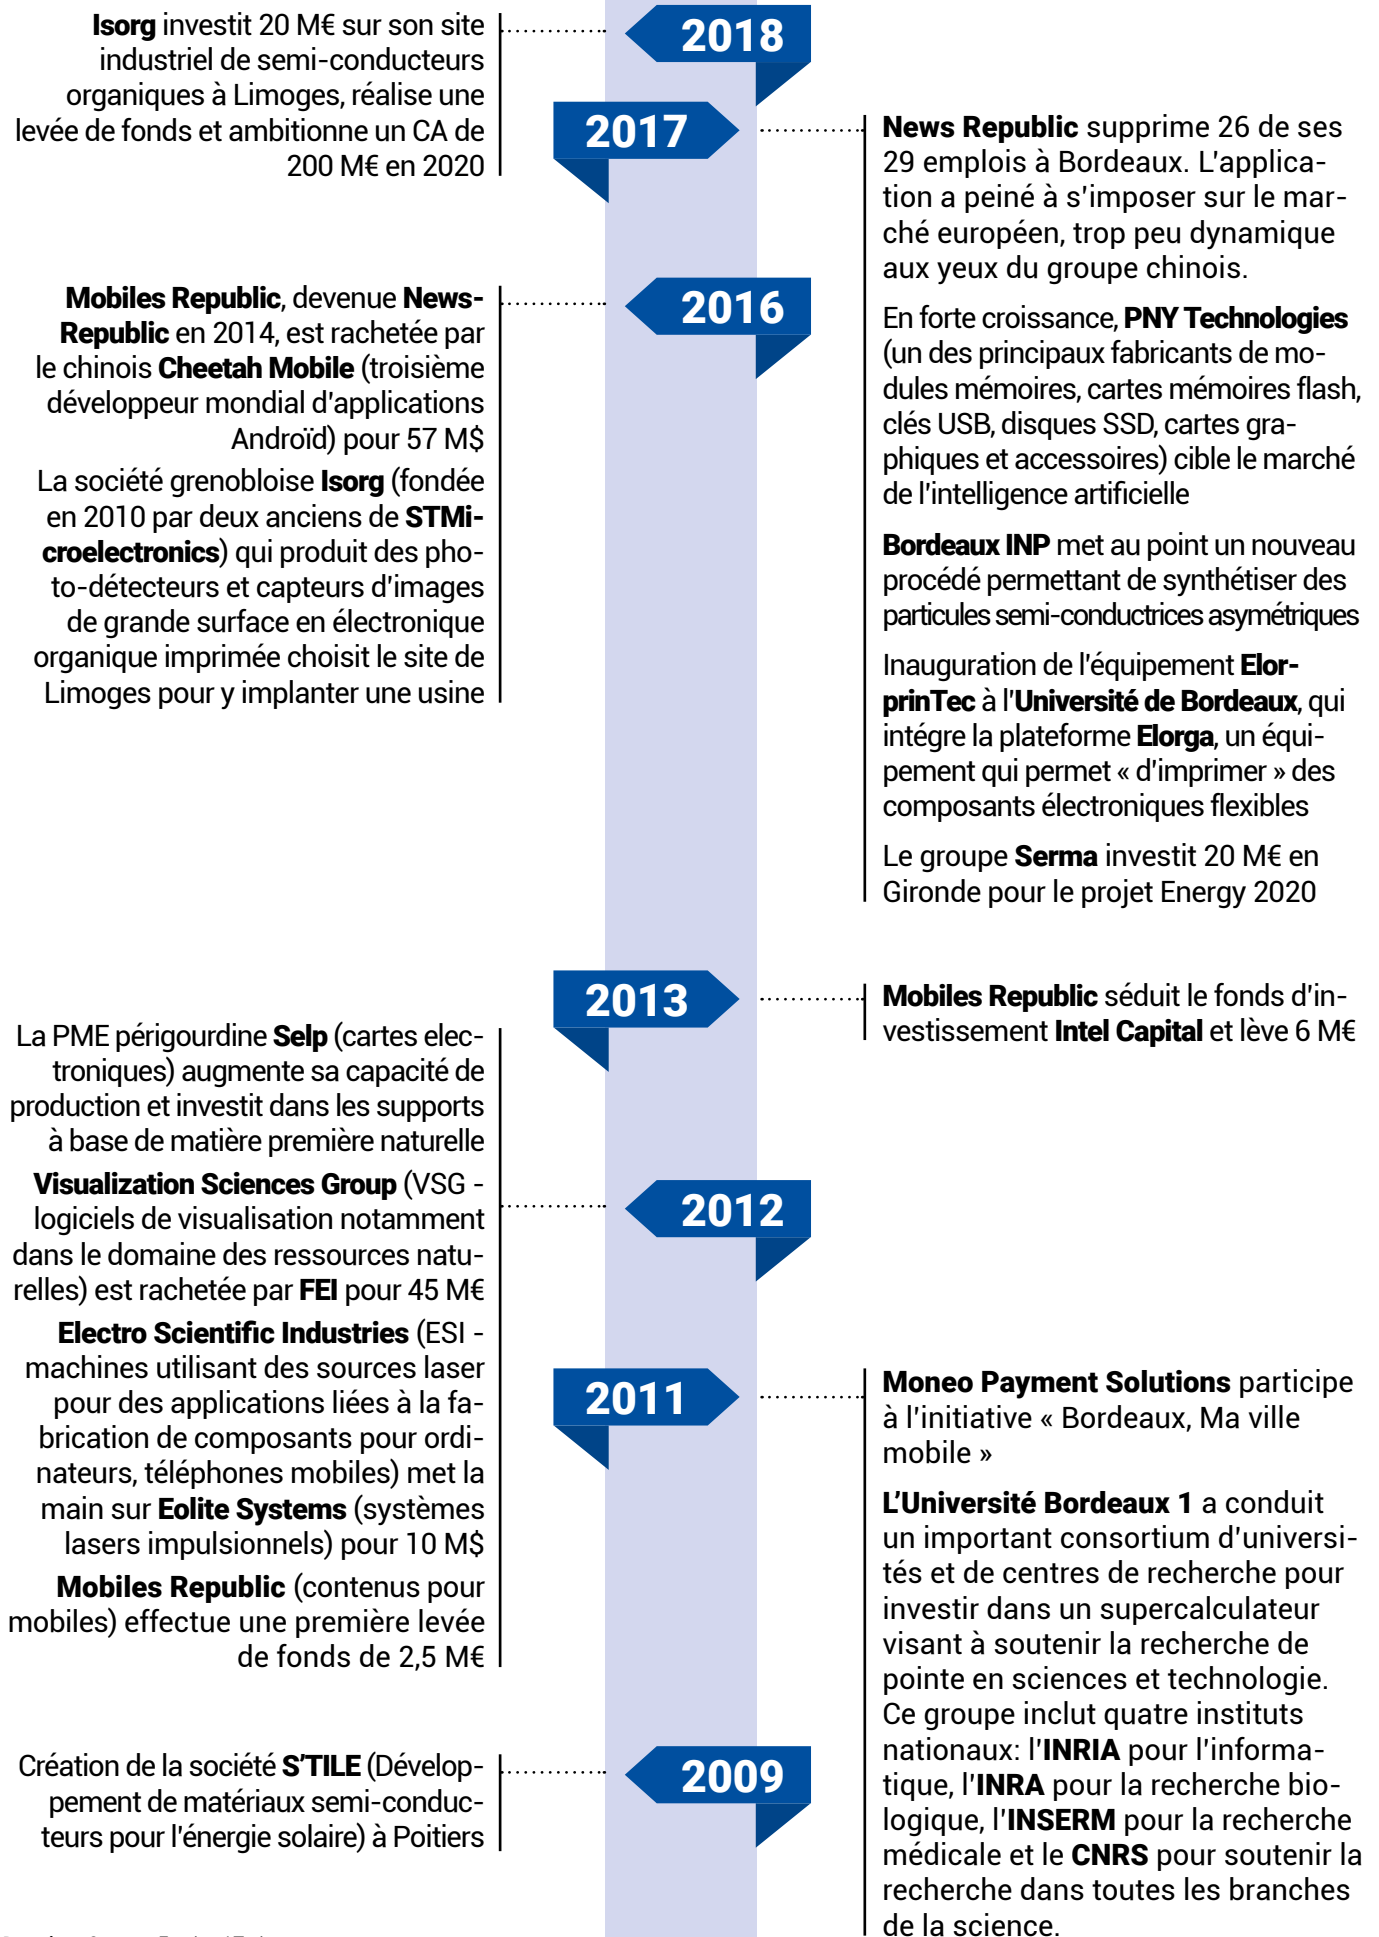 2018
Isorg investit 20 M€ sur son site
industriel de semi-conducteurs
organiques à Limoges, réalise une
levée de fonds et ambitionne un CA de
200 M€ en 2020
2017
News Republic supprime 26 de ses
29 emplois à Bordeaux. L'applica-
tion a peiné à s'imposer sur le mar-
ché européen, trop peu dynamique
aux yeux du groupe chinois.
En forte croissance, PNY Technologies
(un des principaux fabricants de mo-
dules mémoires, cartes mémoires flash,
clés USB, disques SSD, cartes gra-
phiques et accessoires) cible le marché
de l'intelligence artificielle
Bordeaux INP met au point un nouveau
procédé permettant de synthétiser des
particules semi-conductrices asymétriques
Inauguration de l'équipement Elor-
prinTec à l'Université de Bordeaux, qui
intégre la plateforme Elorga, un équi-
pement qui permet « d'imprimer » des
composants électroniques flexibles
Le groupe Serma investit 20 M€ en
Gironde pour le projet Energy 2020
2016
Mobiles Republic, devenue News-
Republic en 2014, est rachetée par
le chinois Cheetah Mobile (troisième
développeur mondial d'applications
Androïd) pour 57 M$
La société grenobloise Isorg (fondée
en 2010 par deux anciens de STMi-
croelectronics) qui produit des pho-
to-détecteurs et capteurs d'images
de grande surface en électronique
organique imprimée choisit le site de
Limoges pour y implanter une usine
2013
Mobiles Republic séduit le fonds d'in-
vestissement Intel Capital et lève 6 M€
2012
La PME périgourdine Selp (cartes elec-
troniques) augmente sa capacité de
production et investit dans les supports
à base de matière première naturelle
Visualization Sciences Group (VSG -
logiciels de visualisation notamment
dans le domaine des ressources natu-
relles) est rachetée par FEI pour 45 M€
Electro Scientific Industries (ESI -
machines utilisant des sources laser
pour des applications liées à la fa-
brication de composants pour ordi-
nateurs, téléphones mobiles) met la
main sur Eolite Systems (systèmes
lasers impulsionnels) pour 10 M$
Mobiles Republic (contenus pour
mobiles) effectue une première levée
de fonds de 2,5 M€
2011
Moneo Payment Solutions participe
à l'initiative « Bordeaux, Ma ville
mobile »
L'Université Bordeaux 1 a conduit
un important consortium d'universi-
tés et de centres de recherche pour
investir dans un supercalculateur
visant à soutenir la recherche de
pointe en sciences et technologie.
Ce groupe inclut quatre instituts
nationaux: l'INRIA pour l'informa-
tique, l'INRA pour la recherche bio-
logique, l'INSERM pour la recherche
médicale et le CNRS pour soutenir la
recherche dans toutes les branches
de la science.
2009
Création de la société S'TILE (Dévelop-
pement de matériaux semi-conduc-
teurs pour l'énergie solaire) à Poitiers